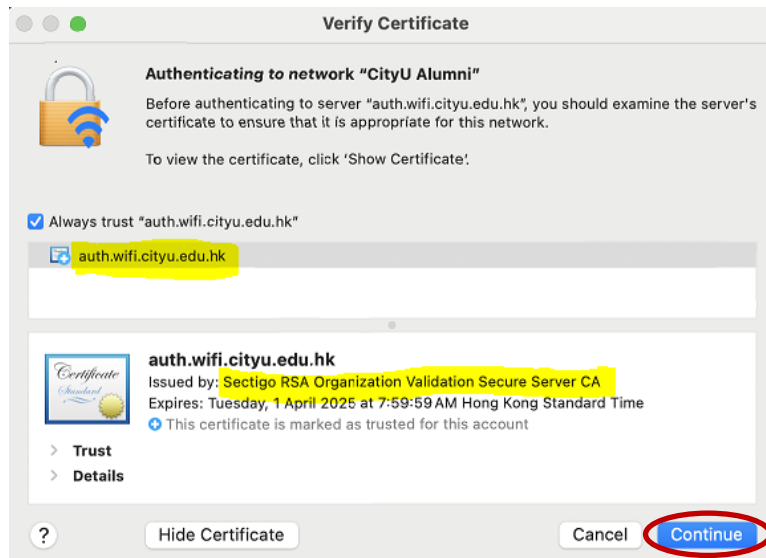 Verify Certificate
Authenticating to network “CityU Alumni”
Before authenticating to server “auth.wifi.cityu.edu.hk”, you should examine the server's
certificate to ensure that it is appropriate for this network.
To view the certificate, click ‘Show Certificate’.
Always trust “auth.wifi.cityu.edu.hk”
auth.wifi.cityu.edu.hk
Certificate
Standard
auth.wifi.cityu.edu.hk
Issued by: Sectigo RSA Organization Validation Secure Server CA
Expires: Tuesday, 1 April 2025 at 7:59:59 AM Hong Kong Standard Time
This certificate is marked as trusted for this account
> Trust
> Details
? Hide Certificate Cancel Continue